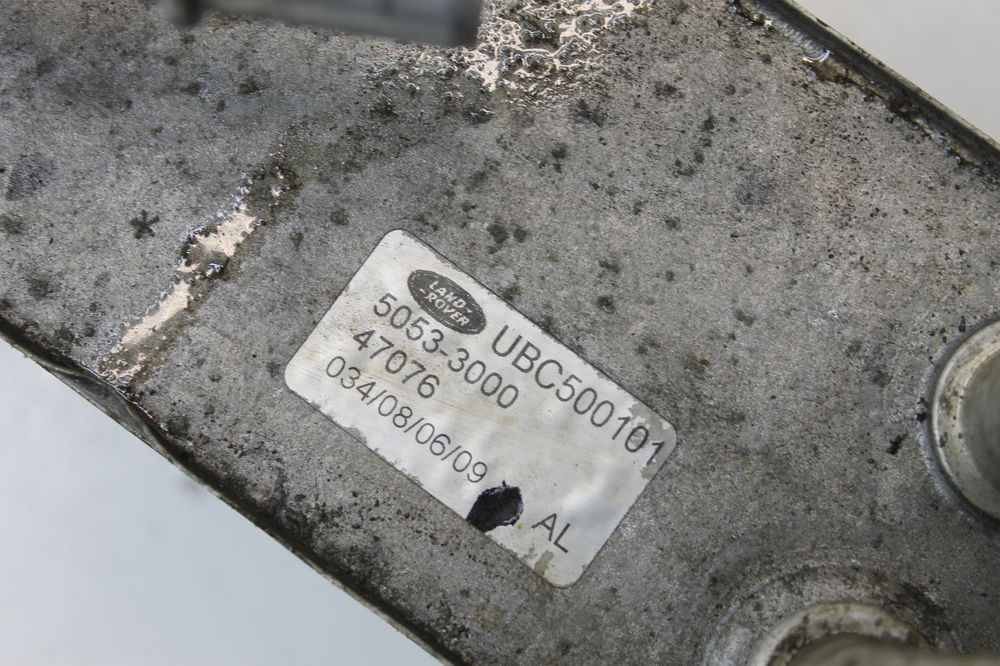 LAND-
-ROVER
UBC500101
5053-3000
47076
034/08/06/09
AL